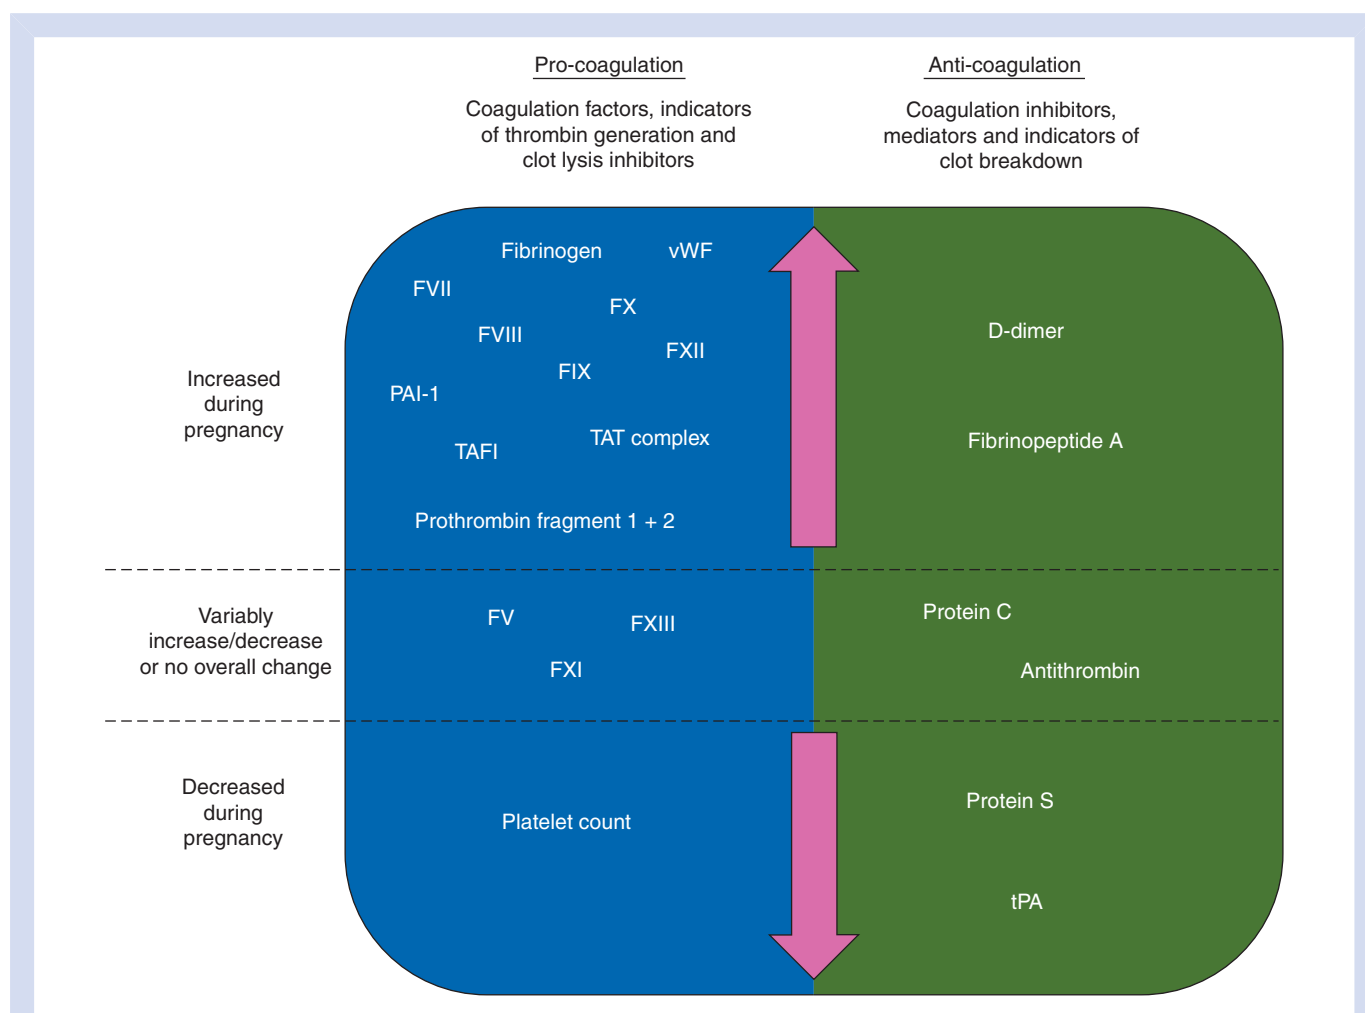 Pro-coagulation
Coagulation factors, indicators
of thrombin generation and
clot lysis inhibitors
Anti-coagulation
Coagulation inhibitors,
mediators and indicators of
clot breakdown
Increased
during
pregnancy
Fibrinogen
vWF
FVII
FX
FVIII
FXII
FIX
PAI-1
TAFI
TAT complex
Prothrombin fragment 1 + 2
D-dimer
Fibrinopeptide A
Variably
increase/decrease
or no overall change
FV
FXIII
FXI
Protein C
Antithrombin
Decreased
during
pregnancy
Platelet count
Protein S
tPA